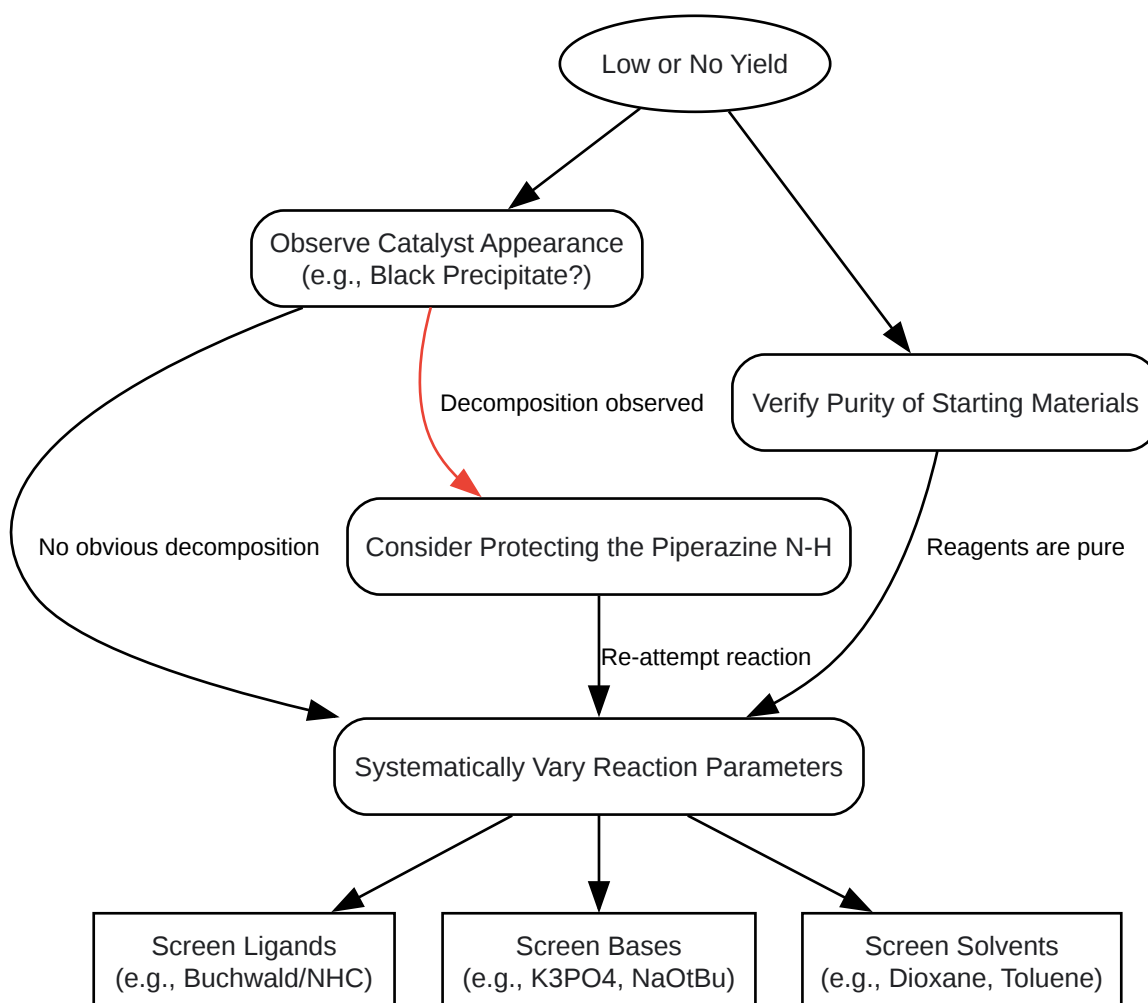 Low or No Yield
Observe Catalyst Appearance
(e.g., Black Precipitate?)
Decomposition observed
Verify Purity of Starting Materials
No obvious decomposition
Consider Protecting the Piperazine N-H
Reagents are pure
Re-attempt reaction
Systematically Vary Reaction Parameters
Screen Ligands
(e.g., Buchwald/NHC)
Screen Bases
(e.g., K3PO4, NaOtBu)
Screen Solvents
(e.g., Dioxane, Toluene)